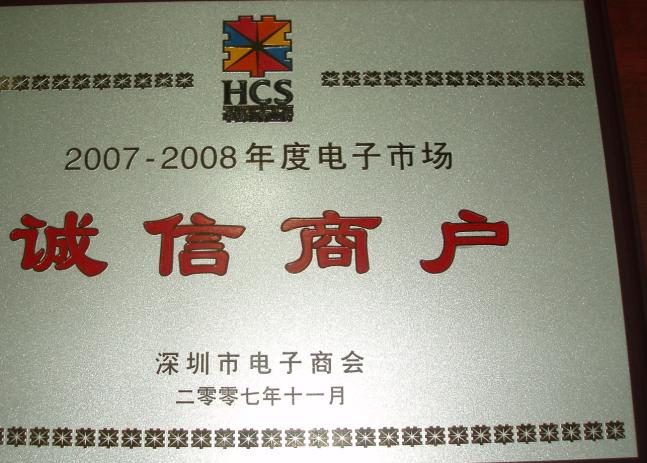 HCS
2007-2008年度电子市场
诚信商户
深圳市电子商会
二零零七年十一月